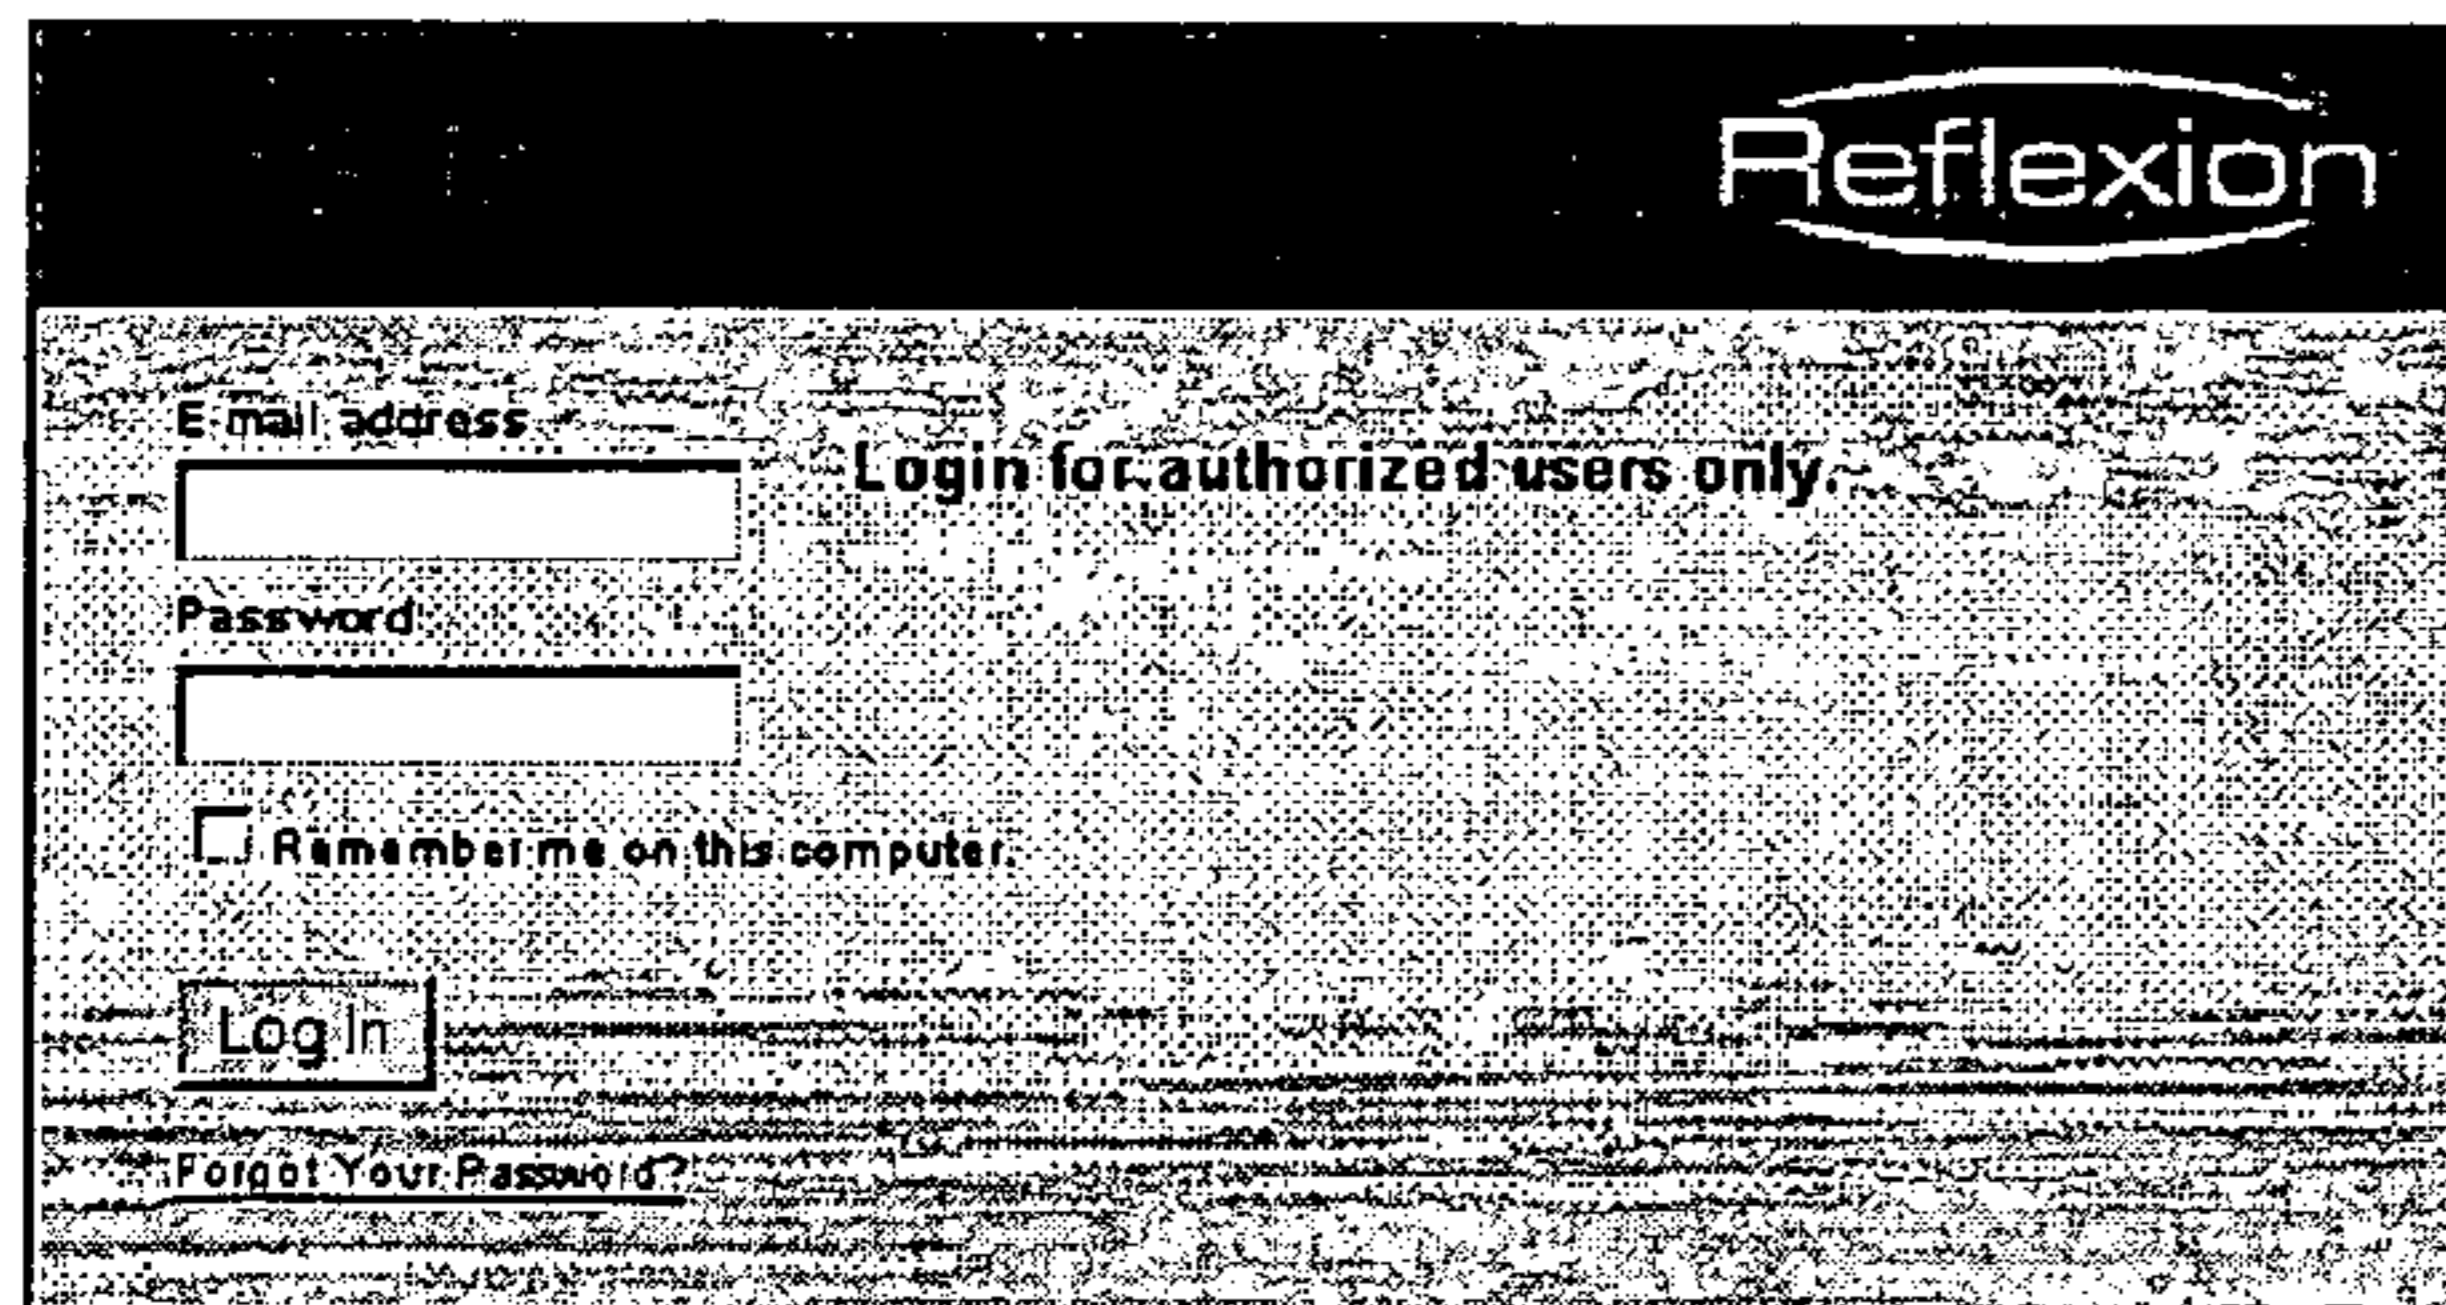 Reflexion
E-mail address
Login for authorized users only.
Password
Remember me on this computer.
Log In
Forgot Your Password?